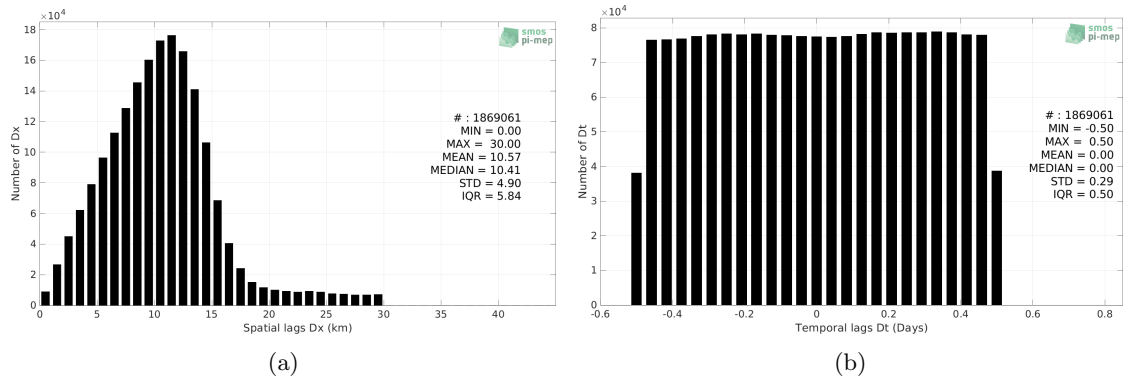 ×10⁴
18
16
14
12
10
8
6
4
2
0
Number of Dx
smos
pi-mep
# : 1869061
MIN = 0.00
MAX = 30.00
MEAN = 10.57
MEDIAN = 10.41
STD = 4.90
IQR = 5.84
0 5 10 15 20 25 30 35 40
Spatial lags Dx (km)
(a)
×10⁴
8
7
6
5
4
3
2
1
0
Number of Dt
smos
pi-mep
# : 1869061
MIN = -0.50
MAX = 0.50
MEAN = 0.00
MEDIAN = 0.00
STD = 0.29
IQR = 0.50
-0.6 -0.4 -0.2 0 0.2 0.4 0.6 0.8
Temporal lags Dt (Days)
(b)